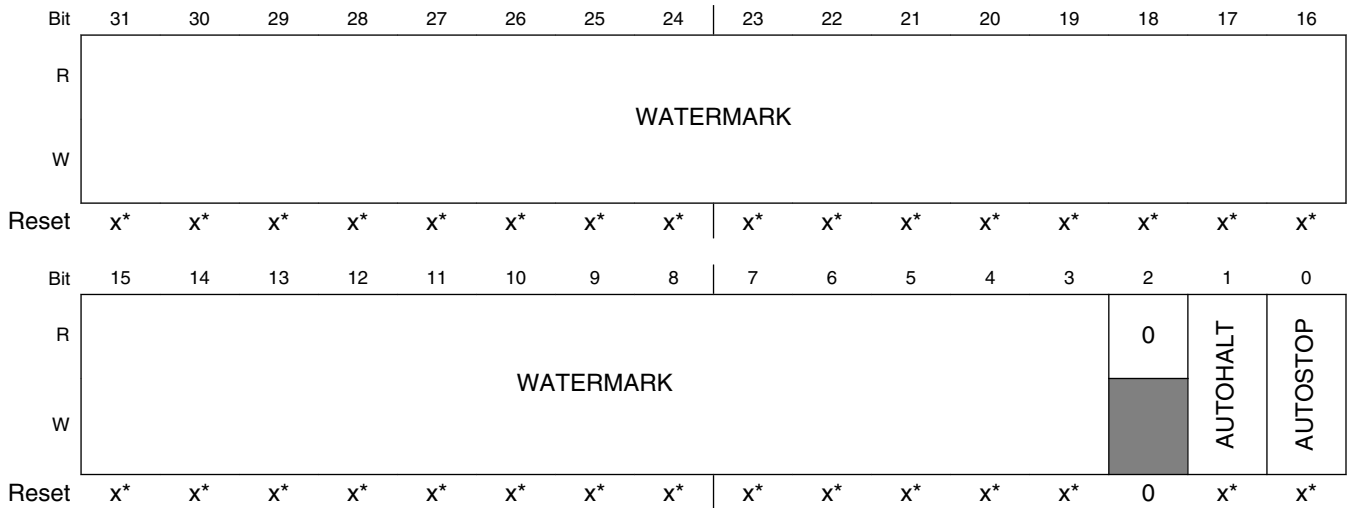 Bit 31 30 29 28 27 26 25 24 23 22 21 20 19 18 17 16
R
WATERMARK
W
Reset x* x* x* x* x* x* x* x* x* x* x* x* x* x* x* x*
Bit 15 14 13 12 11 10 9 8 7 6 5 4 3 2 1 0
R 0
WATERMARK AUTOHALT AUTOSTOP
W
Reset x* x* x* x* x* x* x* x* x* x* x* x* x* 0 x* x*